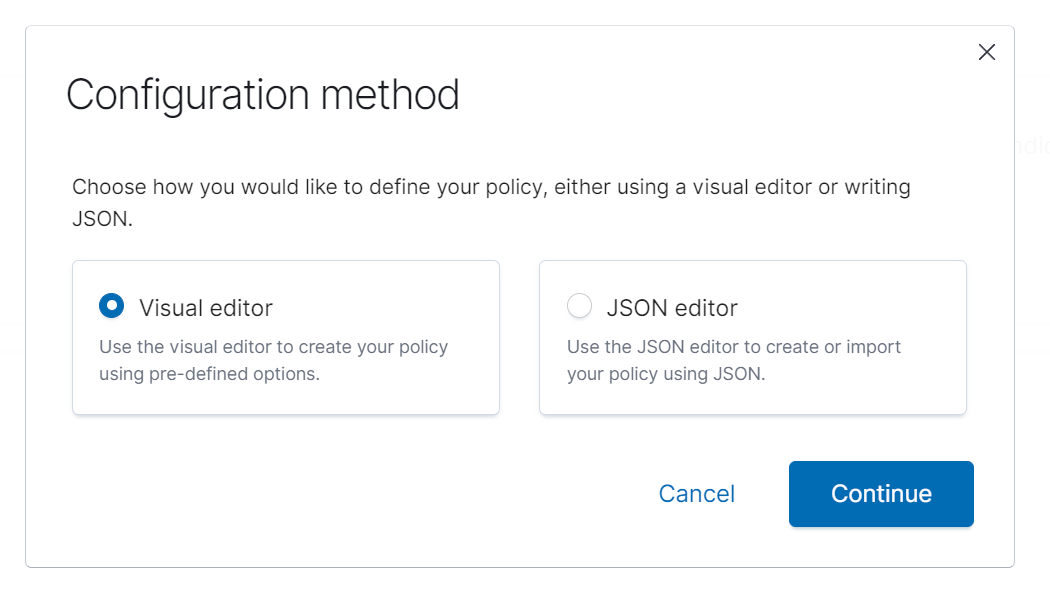 Configuration method
Choose how you would like to define your policy, either using a visual editor or writing
JSON.
Visual editor
Use the visual editor to create your policy
using pre-defined options.
JSON editor
Use the JSON editor to create or import
your policy using JSON.
Cancel
Continue